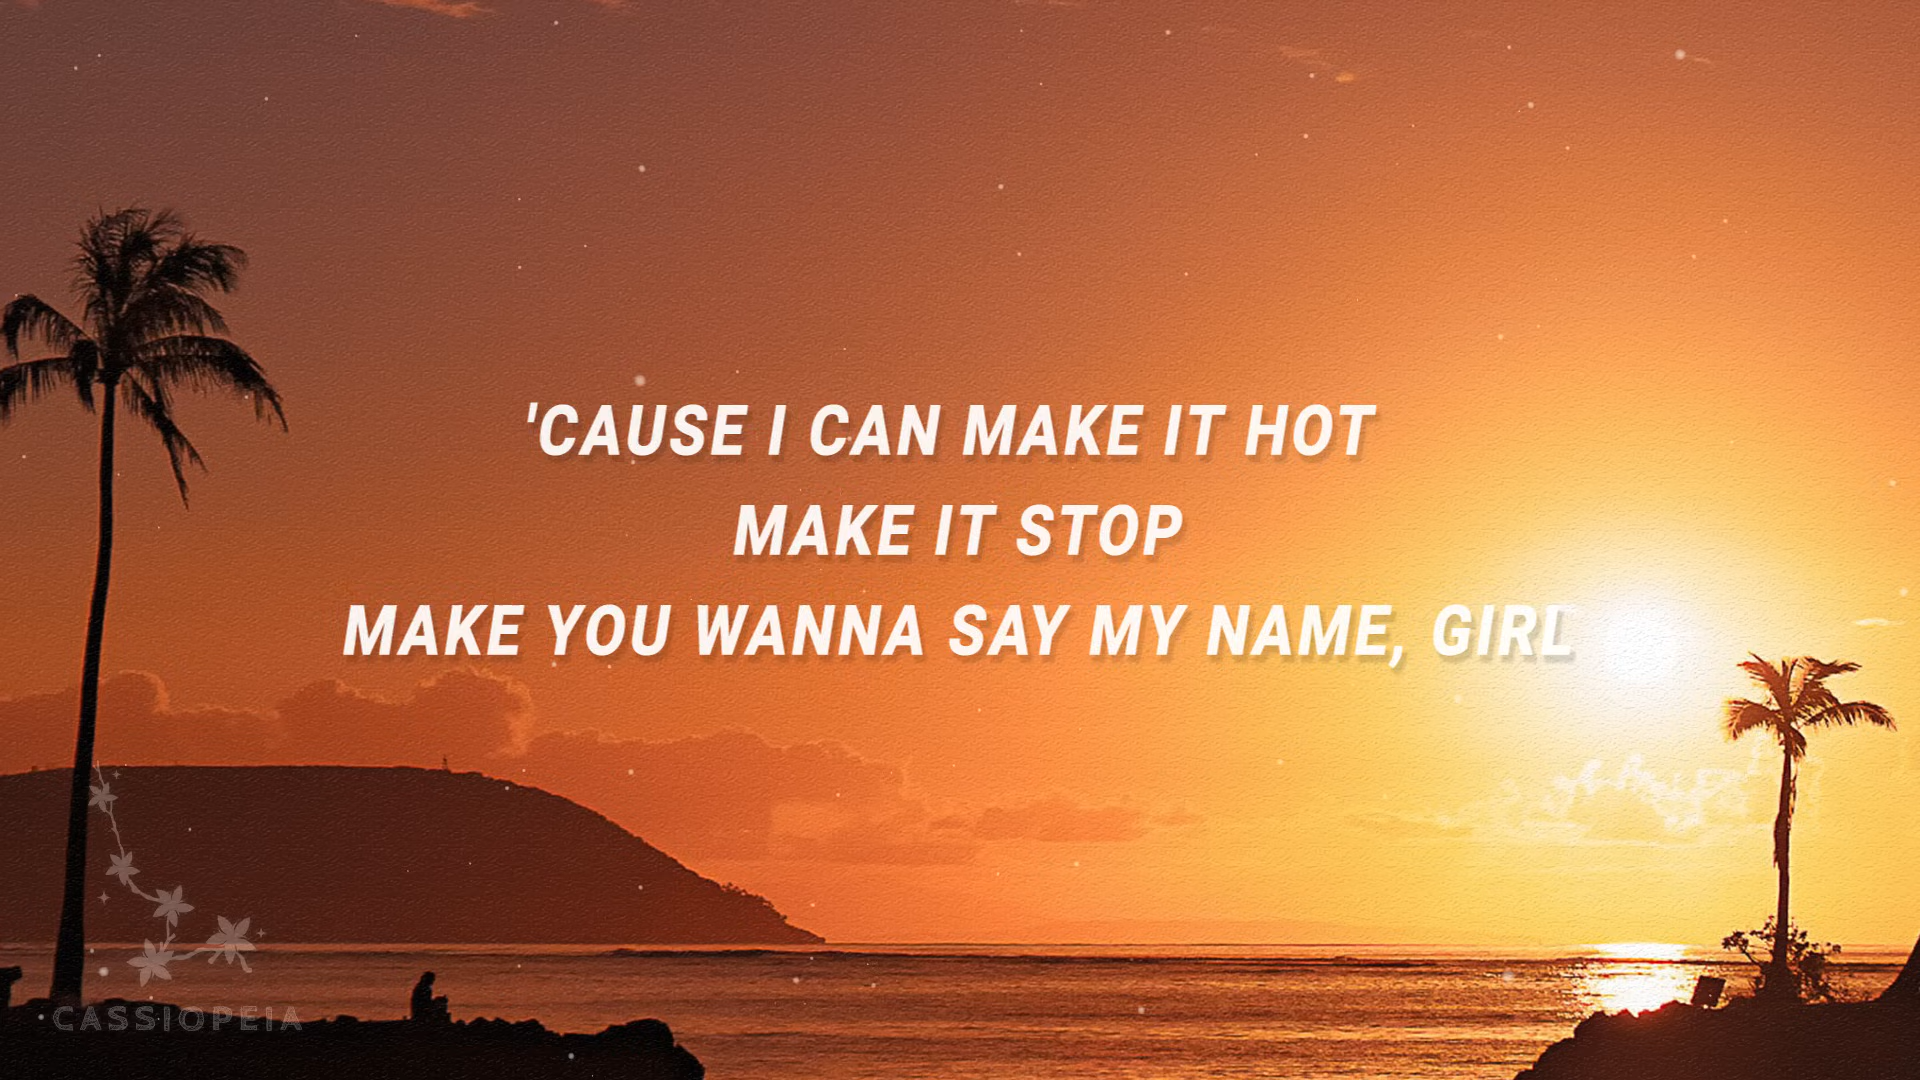 'CAUSE I CAN MAKE IT HOT
MAKE IT STOP
MAKE YOU WANNA SAY MY NAME, GIRL
CASSIOPEIA